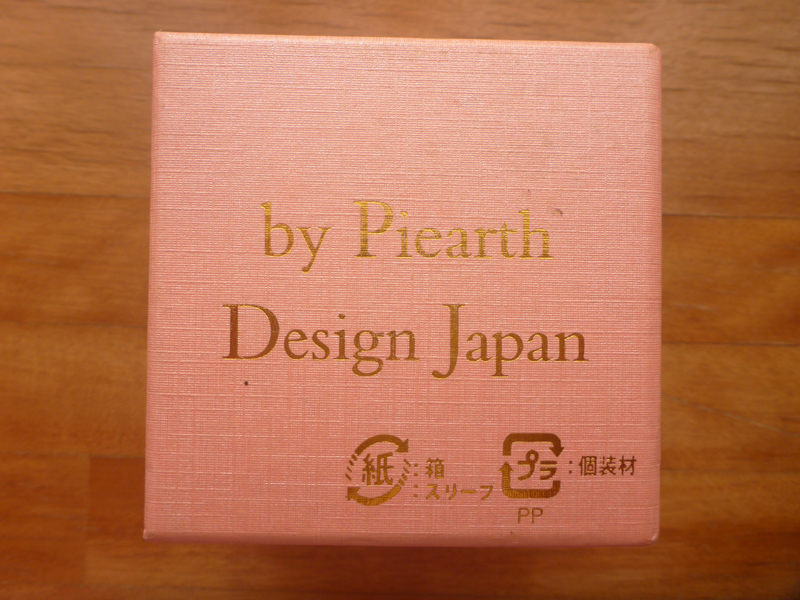 by Piearth
Design Japan
紙 : 箱
: スリーブ
プラ : 個装材
PP